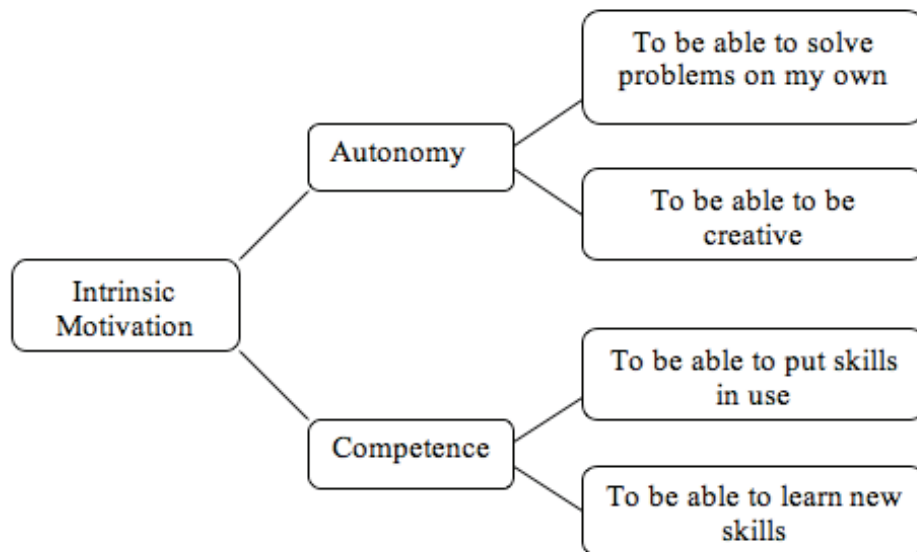 To be able to solve
problems on my own
Autonomy
To be able to be
creative
Intrinsic
Motivation
To be able to put skills
in use
Competence
To be able to learn new
skills